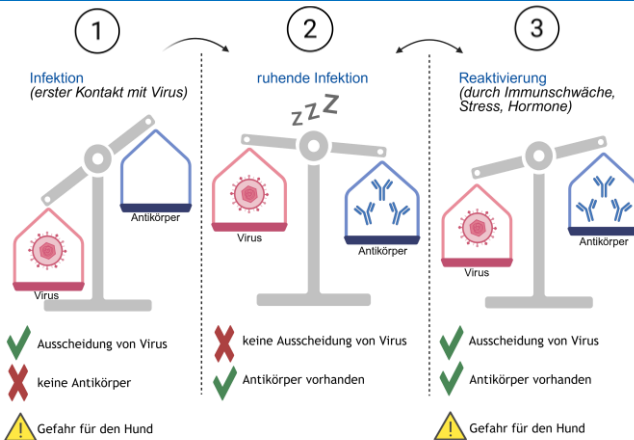 1
2
3
Infektion
(erster Kontakt mit Virus)
ruhende Infektion
Reaktivierung
(durch Immunschwäche,
Stress, Hormone)
Antikörper
Virus
zzz
Virus
Antikörper
Antikörper
Virus
Ausscheidung von Virus
keine Antikörper
Gefahr für den Hund
keine Ausscheidung von Virus
Antikörper vorhanden
Ausscheidung von Virus
Antikörper vorhanden
Gefahr für den Hund